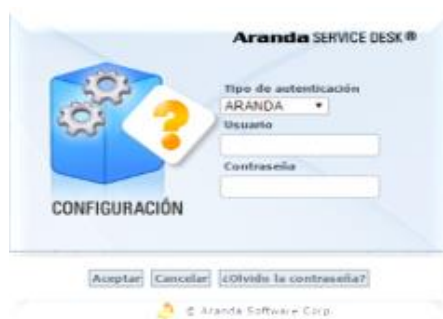 Aranda SERVICE DESK ®
Tipo de autenticación
ARANDA
Usuario
Contraseña
CONFIGURACIÓN
Aceptar Cancelar ¿Olvido la contraseña?
© Aranda Software Corp.